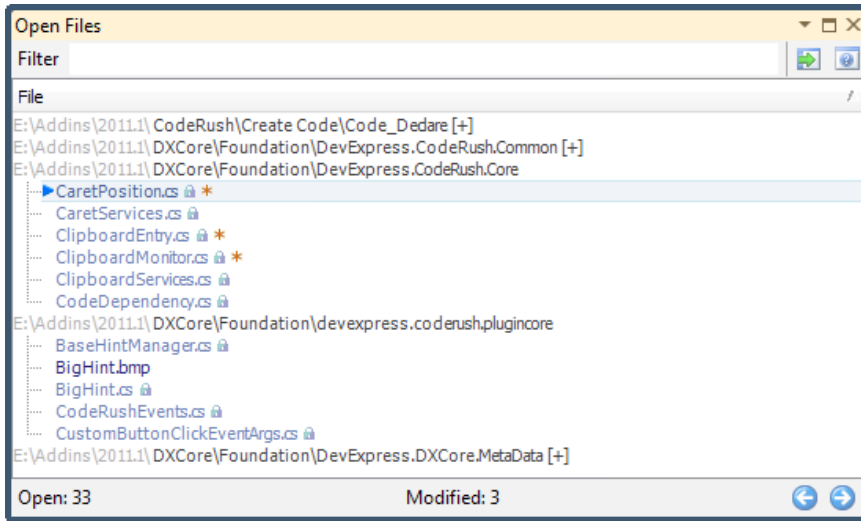 Open Files
Filter
File
E:\Addins\2011.1\ CodeRush\Create Code\Code_Declare [+]
E:\Addins\2011.1\ DXCore\Foundation\DevExpress.CodeRush.Common [+]
E:\Addins\2011.1\ DXCore\Foundation\DevExpress.CodeRush.Core
CaretPosition.cs *
CaretServices.cs
ClipboardEntry.cs *
ClipboardMonitor.cs *
ClipboardServices.cs
CodeDependency.cs
E:\Addins\2011.1\ DXCore\Foundation\devexpress.coderush.plugincore
BaseHintManager.cs
BigHint.bmp
BigHint.cs
CodeRushEvents.cs
CustomButtonClickEventArgs.cs
E:\Addins\2011.1\ DXCore\Foundation\DevExpress.DXCore.MetaData [+]
Open: 33 Modified: 3